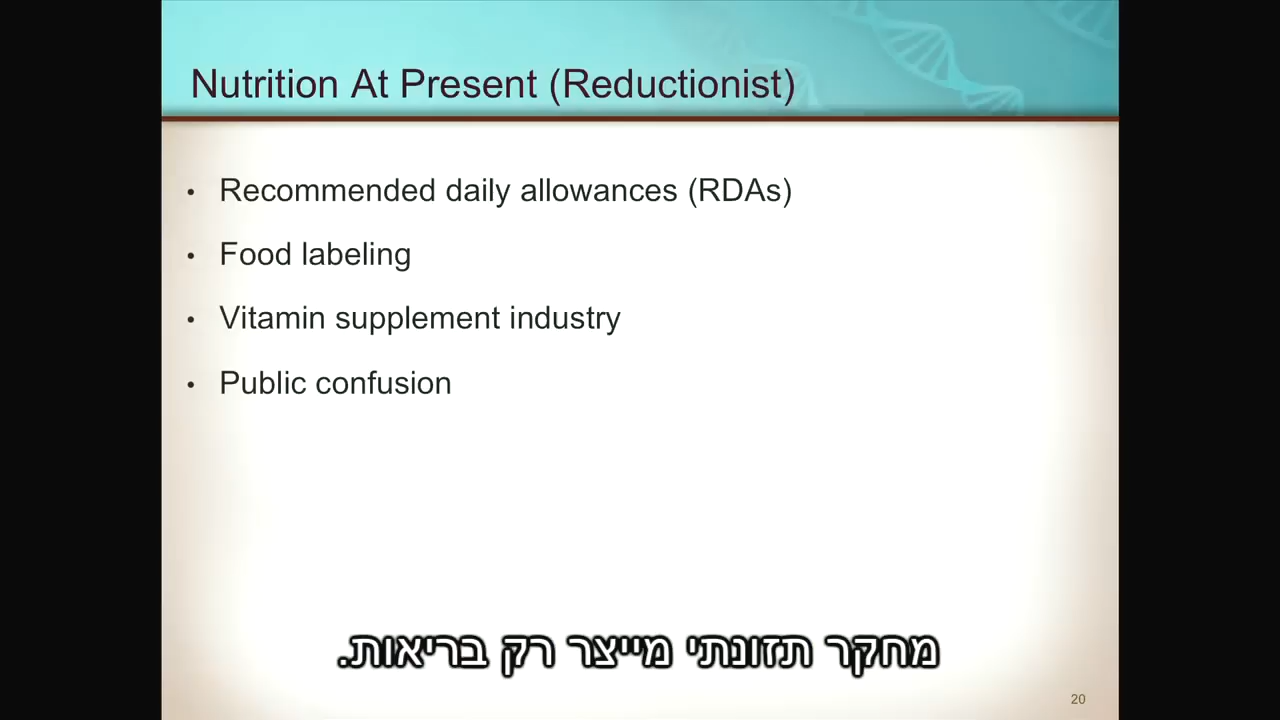 Nutrition At Present (Reductionist)
• Recommended daily allowances (RDAs)
• Food labeling
• Vitamin supplement industry
• Public confusion
מחקר תזונתי מייצר רק בריאות.
20